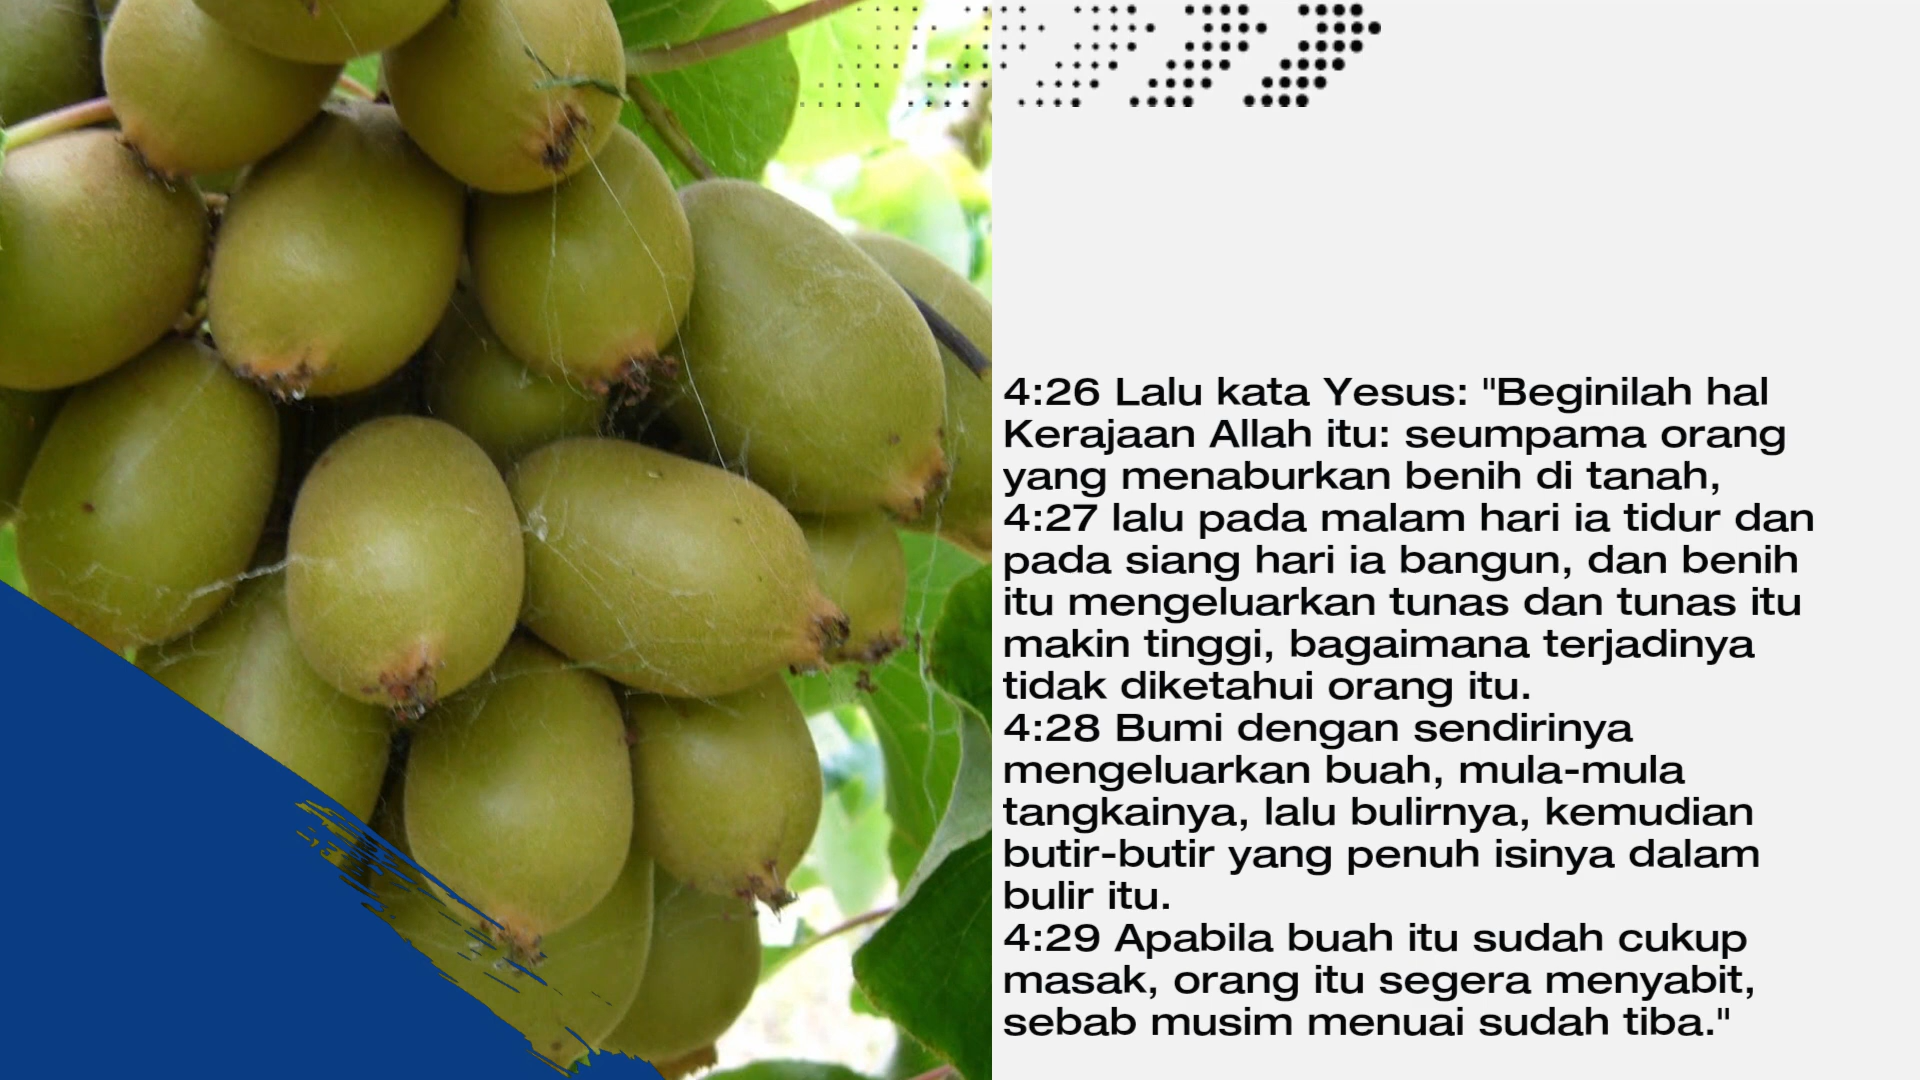 4:26 Lalu kata Yesus: "Beginilah hal
Kerajaan Allah itu: seumpama orang
yang menaburkan benih di tanah,
4:27 lalu pada malam hari ia tidur dan
pada siang hari ia bangun, dan benih
itu mengeluarkan tunas dan tunas itu
makin tinggi, bagaimana terjadinya
tidak diketahui orang itu.
4:28 Bumi dengan sendirinya
mengeluarkan buah, mula-mula
tangkainya, lalu bulirnya, kemudian
butir-butir yang penuh isinya dalam
bulir itu.
4:29 Apabila buah itu sudah cukup
masak, orang itu segera menyabit,
sebab musim menuai sudah tiba."